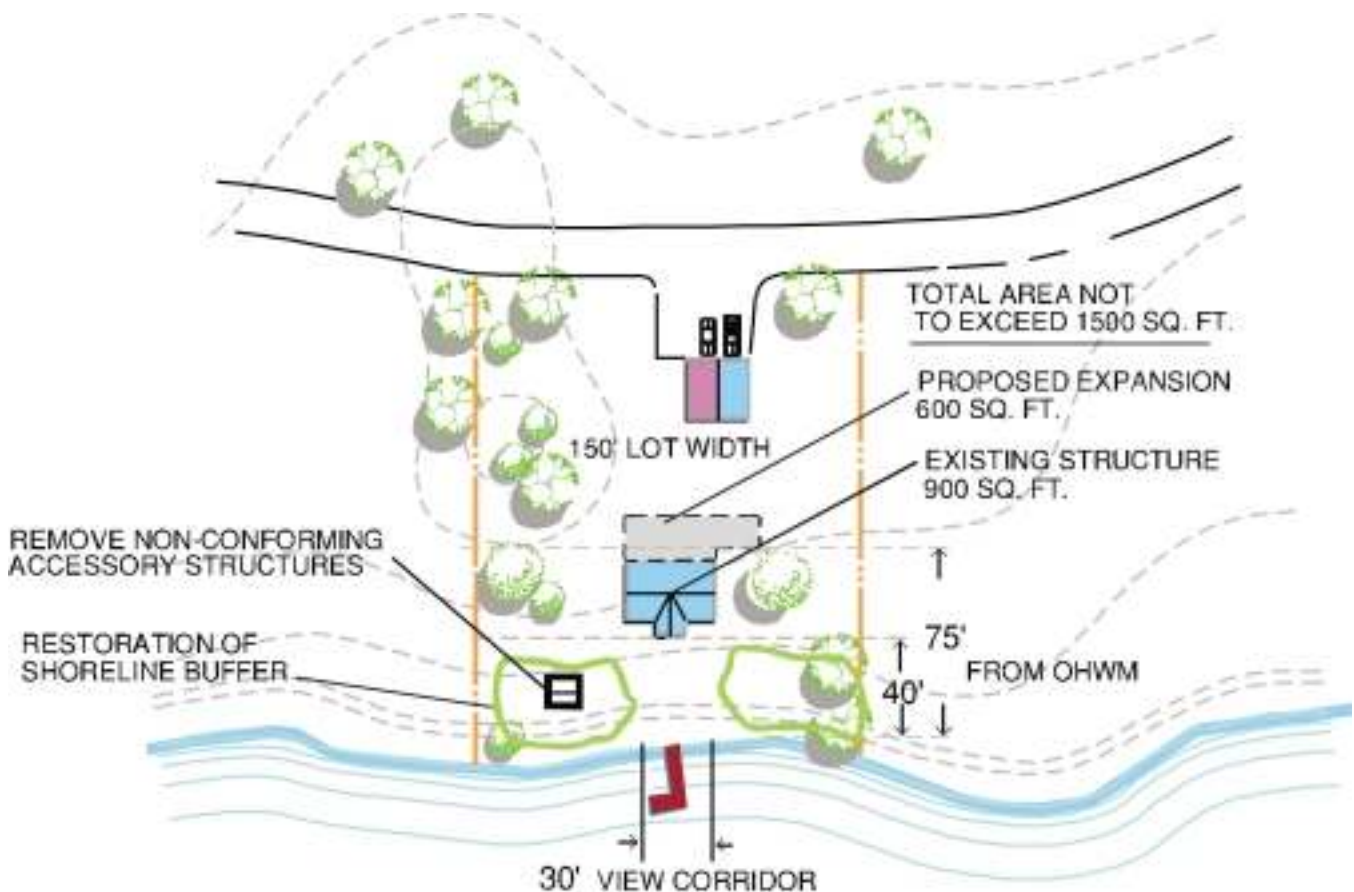 TOTAL AREA NOT
TO EXCEED 1500 SQ. FT.
PROPOSED EXPANSION
600 SQ. FT.
150' LOT WIDTH
EXISTING STRUCTURE
900 SQ. FT.
REMOVE NON-CONFORMING
ACCESSORY STRUCTURES
RESTORATION OF
SHORELINE BUFFER
75'
FROM OHWM
40'
30' VIEW CORRIDOR